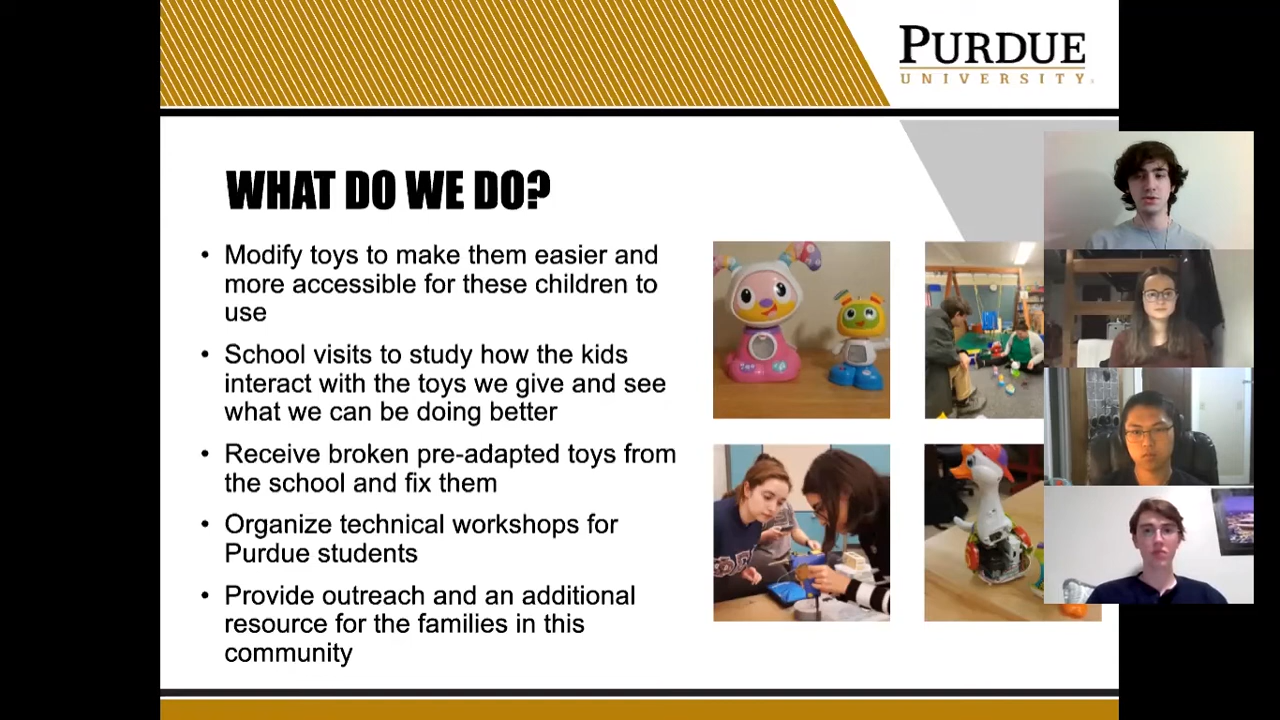 PURDUE
UNIVERSITY
WHAT DO WE DO?
• Modify toys to make them easier and
more accessible for these children to
use
• School visits to study how the kids
interact with the toys we give and see
what we can be doing better
• Receive broken pre-adapted toys from
the school and fix them
• Organize technical workshops for
Purdue students
• Provide outreach and an additional
resource for the families in this
community